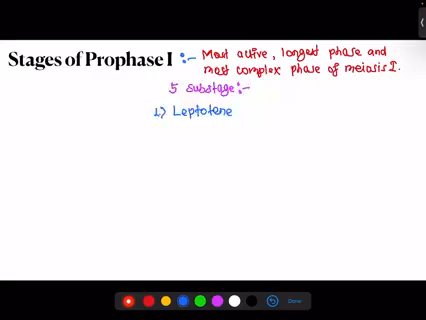 Stages of Prophase I :- Most active, longest phase and
most complex phase of meiosis I.
5 substage:-
1) Leptotene
Done